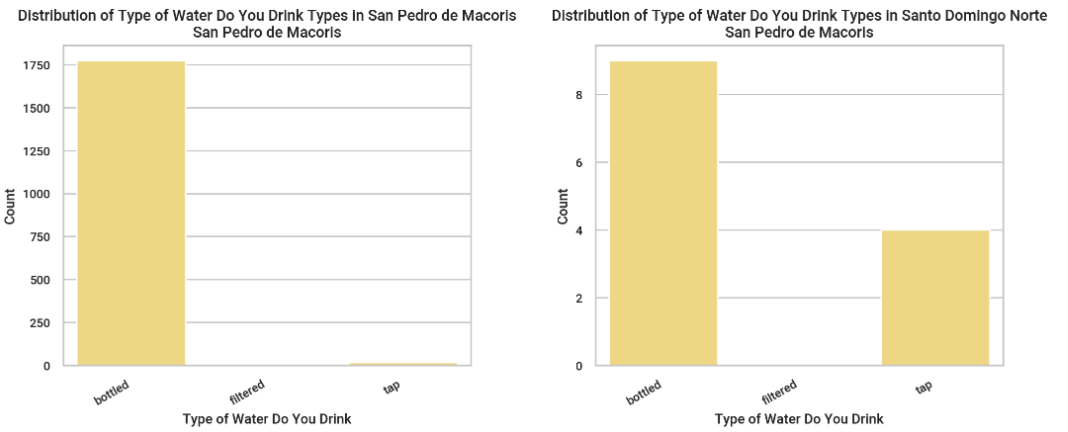 Distribution of Type of Water Do You Drink Types in San Pedro de Macoris
San Pedro de Macoris
1750
1500
1250
1000
750
500
250
0
Count
bottled
filtered
tap
Type of Water Do You Drink
Distribution of Type of Water Do You Drink Types in Santo Domingo Norte
San Pedro de Macoris
8
6
4
2
0
Count
bottled
filtered
tap
Type of Water Do You Drink